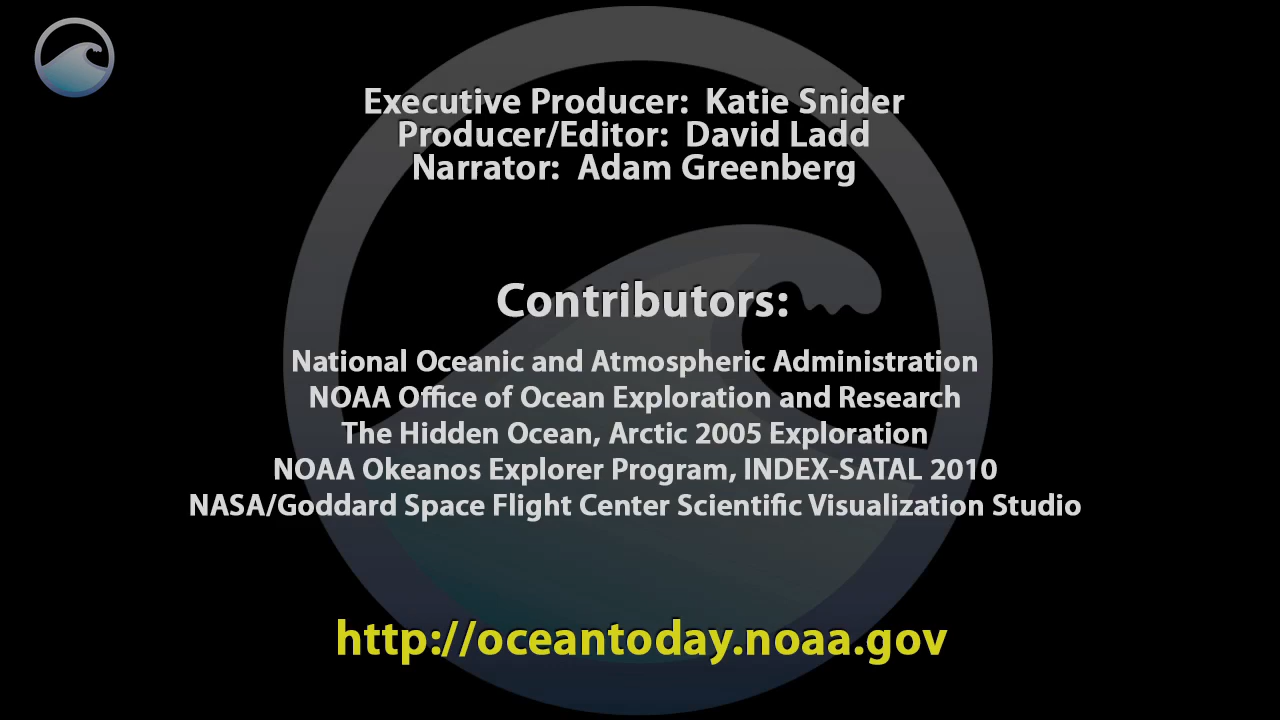 Executive Producer: Katie Snider
Producer/Editor: David Ladd
Narrator: Adam Greenberg
Contributors:
National Oceanic and Atmospheric Administration
NOAA Office of Ocean Exploration and Research
The Hidden Ocean, Arctic 2005 Exploration
NOAA Okeanos Explorer Program, INDEX-SATAL 2010
NASA/Goddard Space Flight Center Scientific Visualization Studio
http://oceantoday.noaa.gov